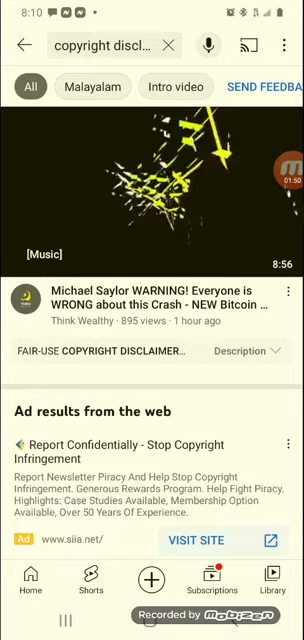 8:10
copyright discl...
All
Malayalam
Intro video
SEND FEEDBA
01:50
[Music]
8:56
Michael Saylor WARNING! Everyone is
WRONG about this Crash - NEW Bitcoin ...
Think Wealthy · 895 views · 1 hour ago
FAIR-USE COPYRIGHT DISCLAIMER...
Description
Ad results from the web
Report Confidentially - Stop Copyright
Infringement
Report Newsletter Piracy And Help Stop Copyright
Infringement. Generous Rewards Program. Help Fight Piracy.
Highlights: Case Studies Available, Membership Option
Available, Over 50 Years Of Experience.
Ad
www.siia.net/
VISIT SITE
Home
Shorts
Subscriptions
Library
Recorded by mobizen